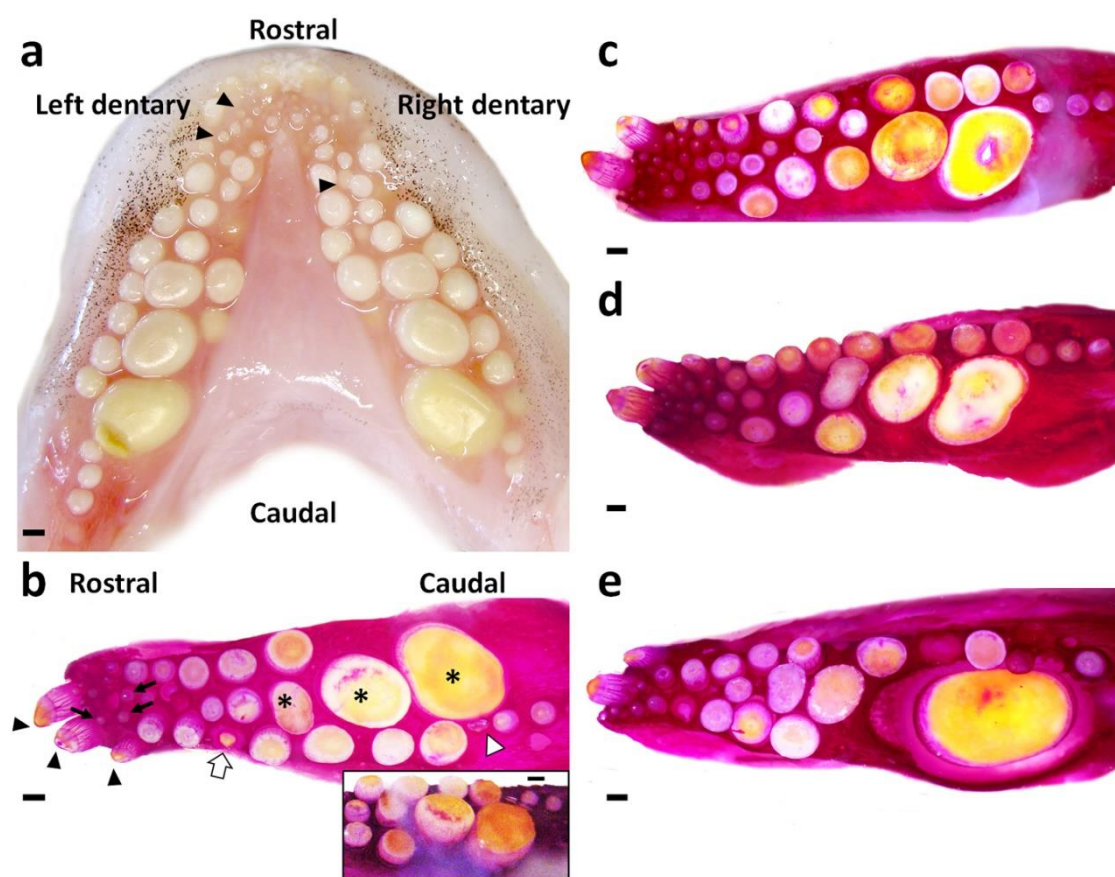 a
Rostral
Left dentary
Right dentary
Caudal
b
Rostral
Caudal
*
*
*
c
d
e